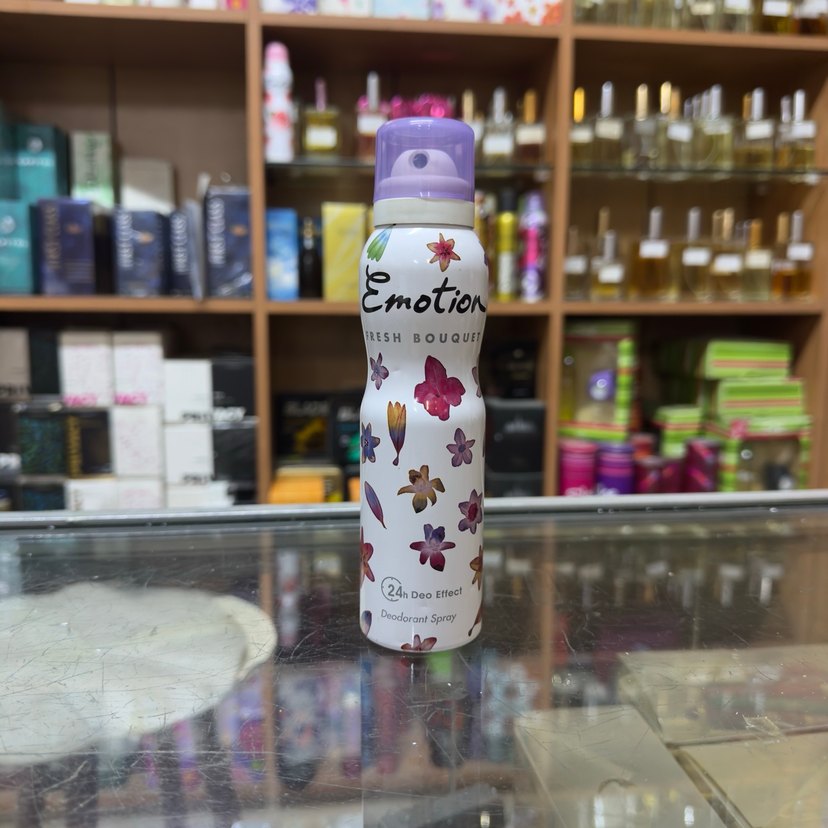 Emotion
FRESH BOUQUET
24h Deo Effect
Deodorant Spray